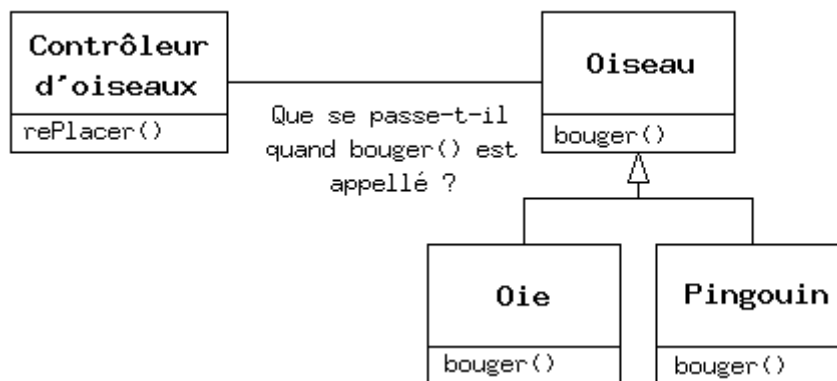 Contrôleur
d'oiseaux
rePlacer()
Que se passe-t-il
quand bouger() est
appellé ?
Oiseau
bouger()
Oie
bouger()
Pingouin
bouger()